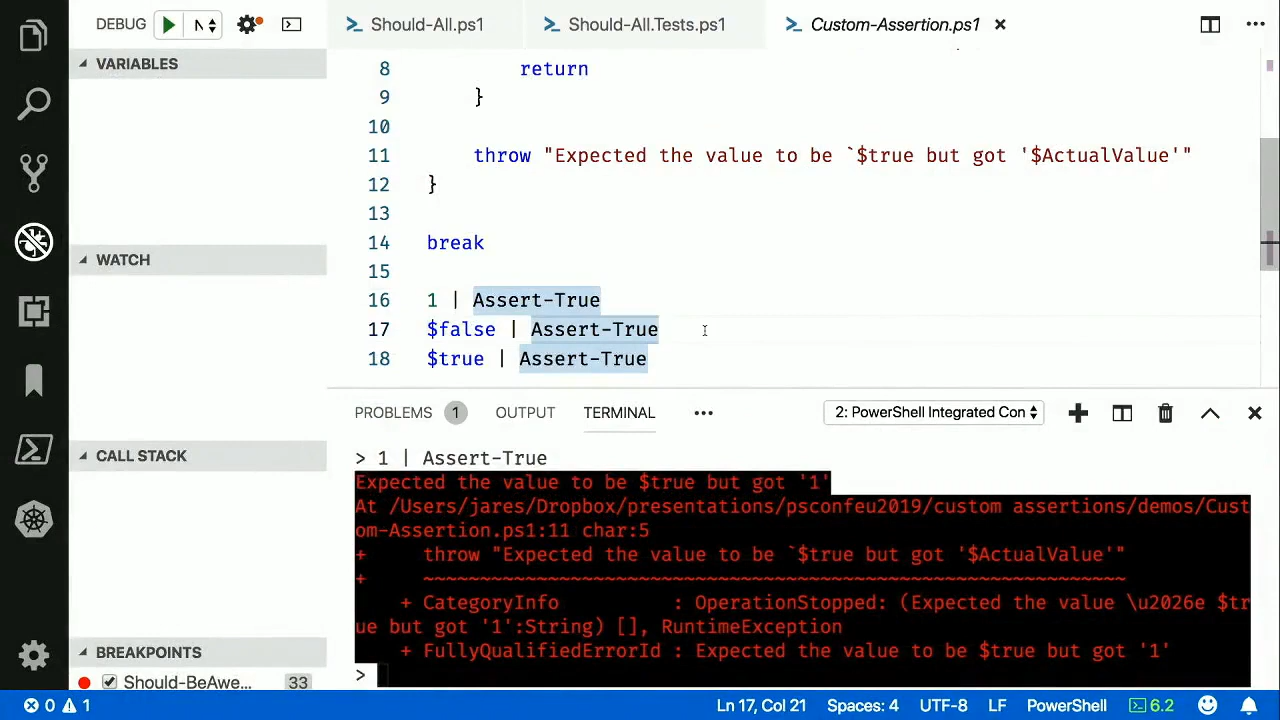 DEBUG
N
Should-All.ps1
Should-All.Tests.ps1
Custom-Assertion.ps1
VARIABLES
WATCH
CALL STACK
BREAKPOINTS
Should-BeAwe... 33
8 return
9 }
10
11 throw "Expected the value to be `$true but got '$ActualValue'"
12 }
13
14 break
15
16 1 | Assert-True
17 $false | Assert-True
18 $true | Assert-True
PROBLEMS 1 OUTPUT TERMINAL ••• 2: PowerShell Integrated Con
> 1 | Assert-True
Expected the value to be $true but got '1'
At /Users/jares/Dropbox/presentations/psconfeu2019/custom assertions/demos/Cust
om-Assertion.ps1:11 char:5
+     throw "Expected the value to be `$true but got '$ActualValue'"
+     ~~~~~~~~~~~~~~~~~~~~~~~~~~~~~~~~~~~~~~~~~~~~~~~~~~~~~~~~~~~~~~
    + CategoryInfo          : OperationStopped: (Expected the value \u2026e $tr
ue but got '1':String) [], RuntimeException
    + FullyQualifiedErrorId : Expected the value to be $true but got '1'
>
0 1 Ln 17, Col 21 Spaces: 4 UTF-8 LF PowerShell 6.2